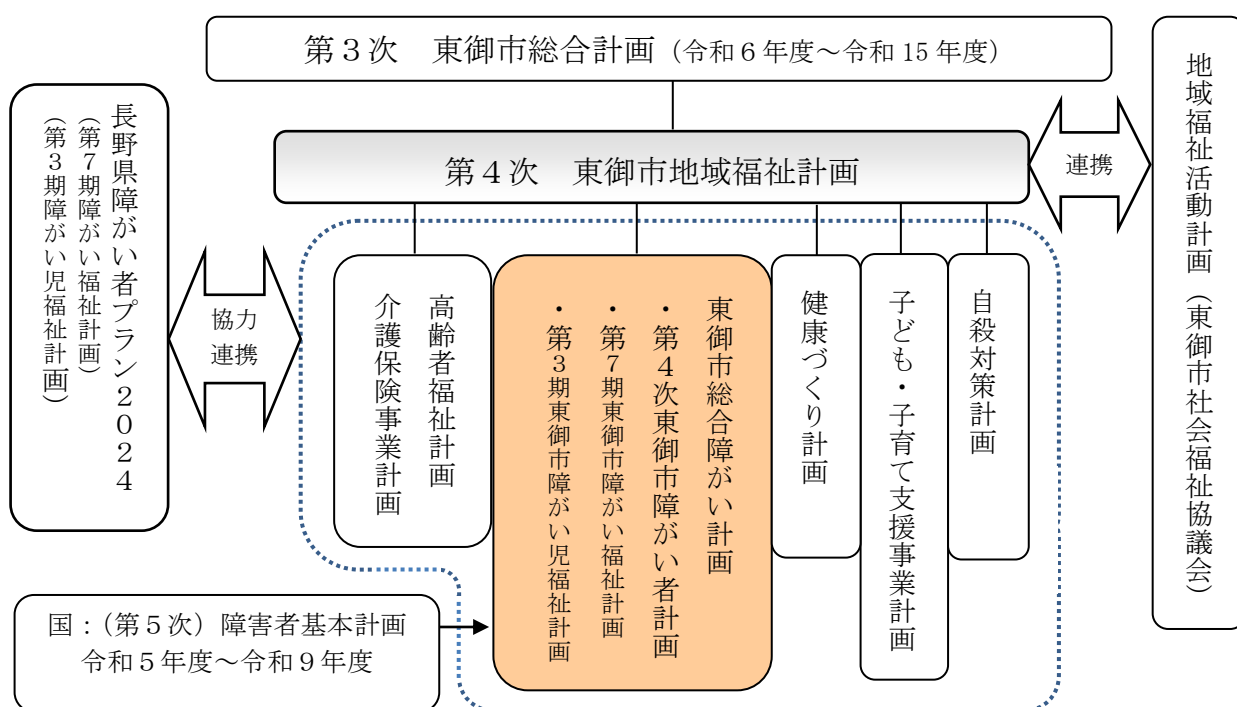 第３次　東御市総合計画（令和６年度～令和15年度）
第４次　東御市地域福祉計画
連携
地域福祉活動計画（東御市社会福祉協議会）
長野県障がい者プラン２０２４
（第７期障がい福祉計画）
（第３期障がい児福祉計画）
協力
連携
高齢者福祉計画
介護保険事業計画
東御市総合障がい計画
・第４次東御市障がい者計画
・第７期東御市障がい福祉計画
・第３期東御市障がい児福祉計画
健康づくり計画
子ども・子育て支援事業計画
自殺対策計画
国：（第５次）障害者基本計画
令和５年度～令和９年度